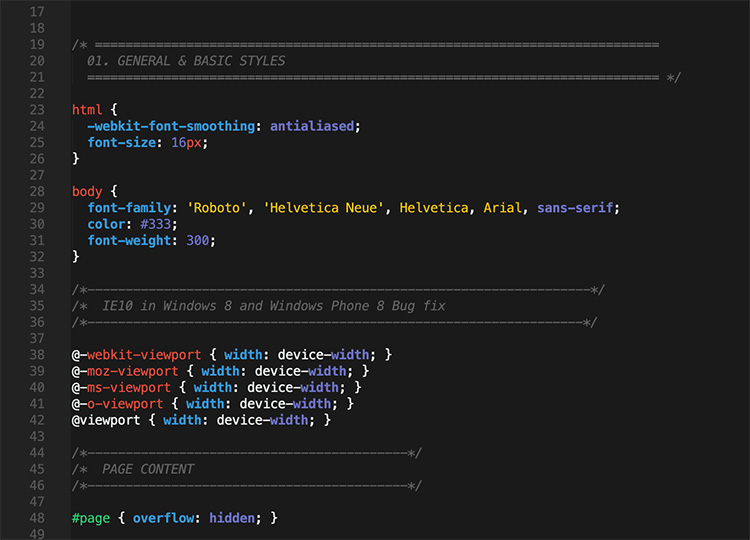 17
18
19 /* ==========================================================================
20 01. GENERAL & BASIC STYLES
21 =========================================================================== */
22
23 html {
24 -webkit-font-smoothing: antialiased;
25 font-size: 16px;
26 }
27
28 body {
29 font-family: 'Roboto', 'Helvetica Neue', Helvetica, Arial, sans-serif;
30 color: #333;
31 font-weight: 300;
32 }
33
34 /*------------------------------------------------------------------*/
35 /*  IE10 in Windows 8 and Windows Phone 8 Bug fix
36 /*-----------------------------------------------------------------*/
37
38 @-webkit-viewport { width: device-width; }
39 @-moz-viewport { width: device-width; }
40 @-ms-viewport { width: device-width; }
41 @-o-viewport { width: device-width; }
42 @viewport { width: device-width; }
43
44 /*------------------------------------------*/
45 /*  PAGE CONTENT
46 /*------------------------------------------*/
47
48 #page { overflow: hidden; }
49